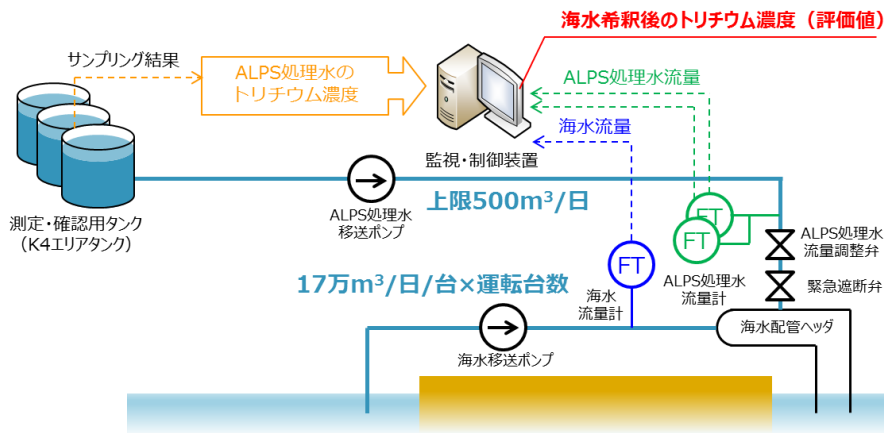 海水希釈後のトリチウム濃度（評価値）
サンプリング結果
ALPS処理水の
トリチウム濃度
ALPS処理水流量
海水流量
監視・制御装置
上限500m³/日
測定・確認用タンク
（K4エリアタンク）
ALPS処理水
移送ポンプ
FT
FT
ALPS処理水
流量調整弁
FT
ALPS処理水
流量計
緊急遮断弁
17万m³/日/台×運転台数
海水
流量計
海水配管ヘッダ
海水移送ポンプ